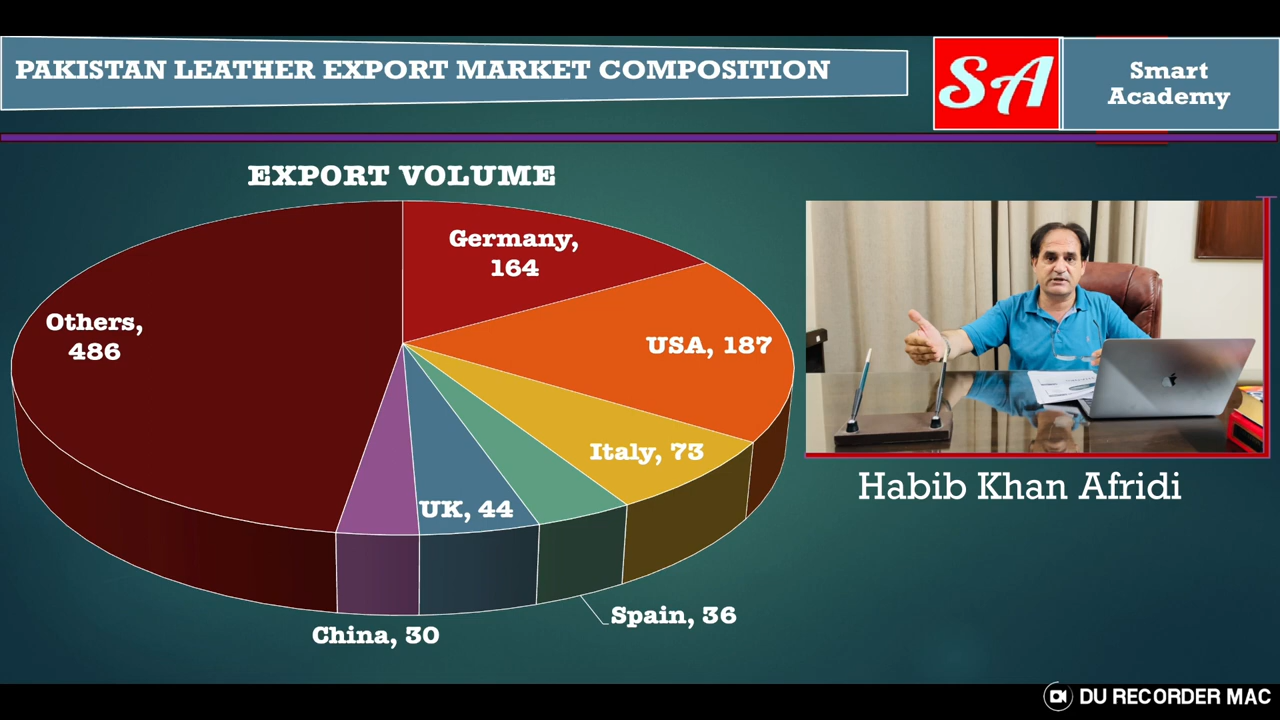 PAKISTAN LEATHER EXPORT MARKET COMPOSITION
SA
Smart
Academy
EXPORT VOLUME
Germany,
164
Others,
486
USA, 187
Italy, 73
UK, 44
Spain, 36
China, 30
Habib Khan Afridi
DU RECORDER MAC